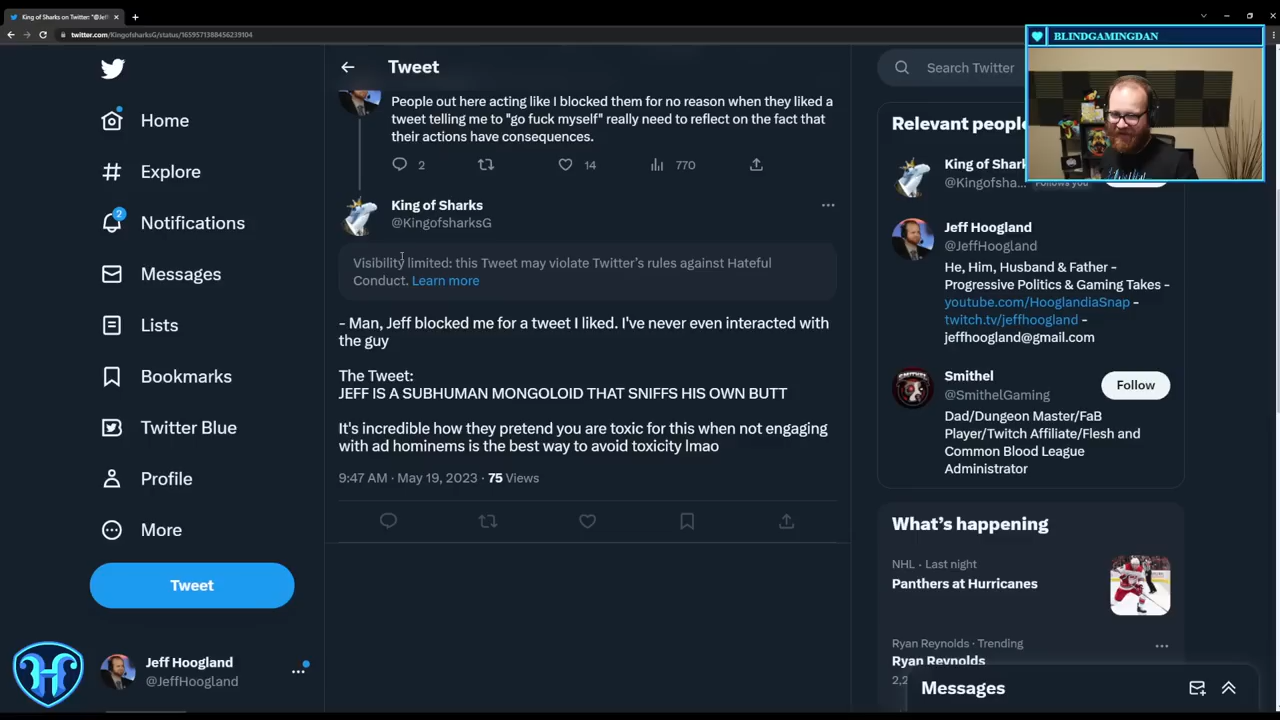 King of Sharks on Twitter: "@Jef
twitter.com/KingofsharksG/status/1659571388456239104
BLINDGAMINGDAN
Home
Explore
2
Notifications
Messages
Lists
Bookmarks
Twitter Blue
Profile
More
Tweet
Jeff Hoogland
@JeffHoogland
Tweet
People out here acting like I blocked them for no reason when they liked a
tweet telling me to "go fuck myself" really need to reflect on the fact that
their actions have consequences.
2 14 770
King of Sharks
@KingofsharksG
Visibility limited: this Tweet may violate Twitter's rules against Hateful
Conduct. Learn more
- Man, Jeff blocked me for a tweet I liked. I've never even interacted with
the guy
The Tweet:
JEFF IS A SUBHUMAN MONGOLOID THAT SNIFFS HIS OWN BUTT
It's incredible how they pretend you are toxic for this when not engaging
with ad hominems is the best way to avoid toxicity lmao
9:47 AM · May 19, 2023 · 75 Views
Search Twitter
Relevant peop
King of Shar
@Kingofsha... Follows you
Jeff Hoogland
@JeffHoogland
He, Him, Husband & Father -
Progressive Politics & Gaming Takes -
youtube.com/HooglandiaSnap -
twitch.tv/jeffhoogland -
jeffhoogland@gmail.com
Smithel
@SmithelGaming
Follow
Dad/Dungeon Master/FaB
Player/Twitch Affiliate/Flesh and
Common Blood League
Administrator
What's happening
NHL · Last night
Panthers at Hurricanes
Ryan Reynolds · Trending
Ryan Reynolds
2,2
Messages